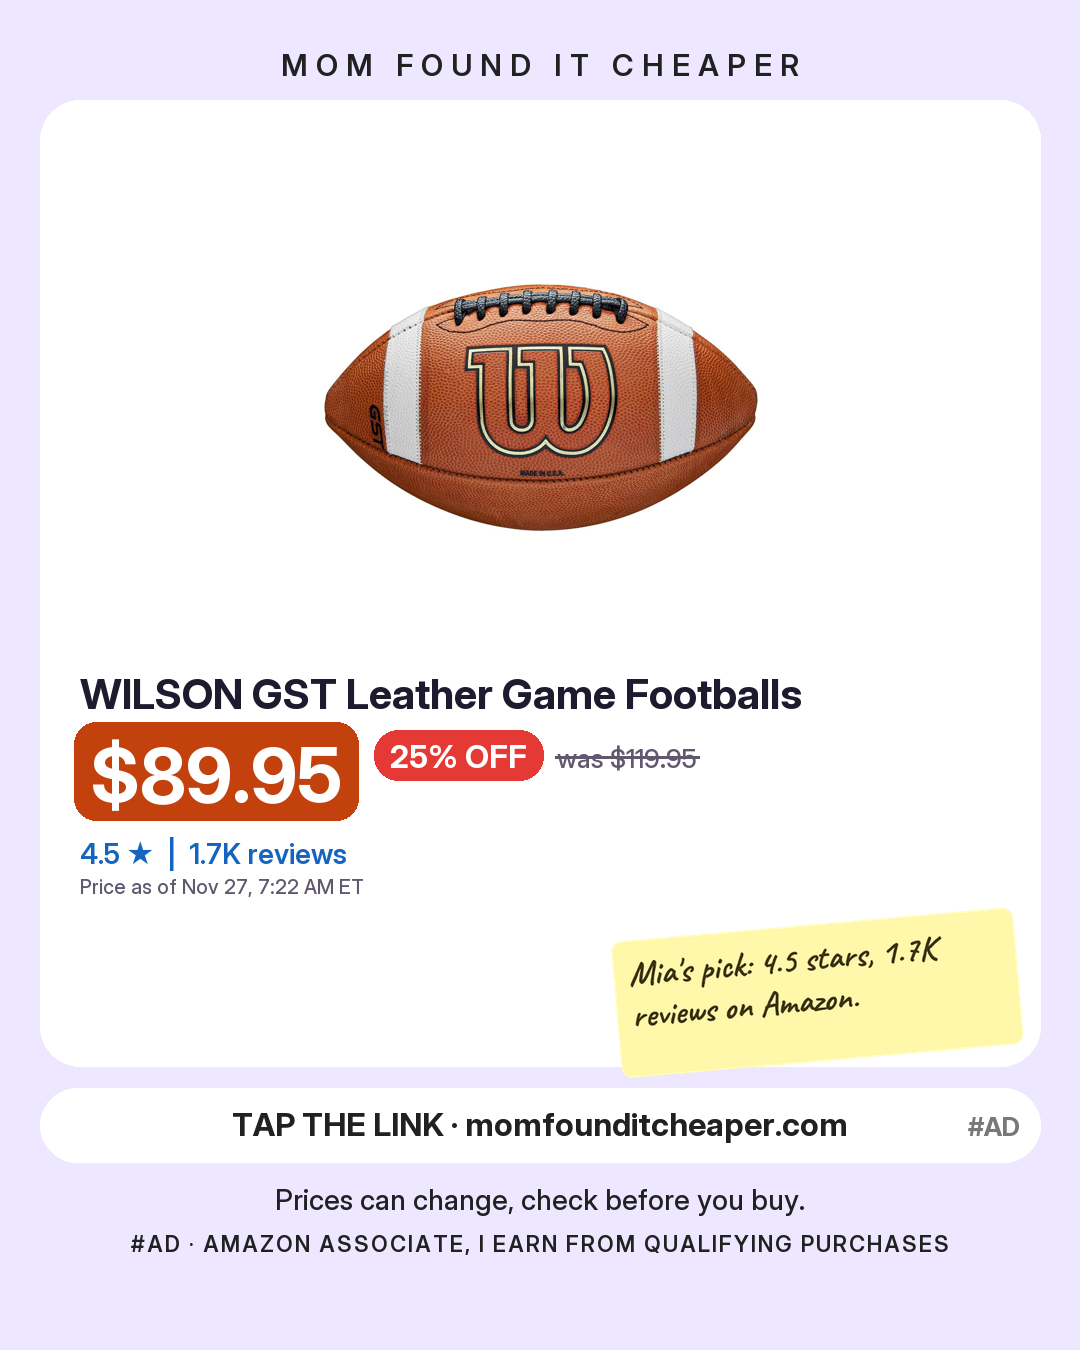 MOM FOUND IT CHEAPER
GST
W
MADE IN U.S.A.
WILSON GST Leather Game Footballs
$89.95
25% OFF was $119.95
4.5 ★ | 1.7K reviews
Price as of Nov 27, 7:22 AM ET
Mia's pick: 4.5 stars, 1.7K
reviews on Amazon.
TAP THE LINK · momfounditcheaper.com
#AD
Prices can change, check before you buy.
#AD · AMAZON ASSOCIATE, I EARN FROM QUALIFYING PURCHASES